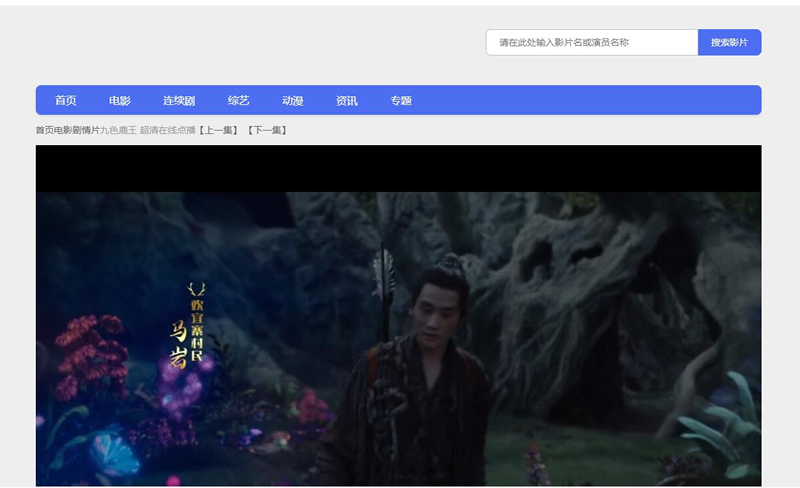 请在此处输入影片名或演员名称 搜索影片
首页 电影 连续剧 综艺 动漫 资讯 专题
首页电影剧情片九色鹿王 超清在线点播【上一集】 【下一集】
欢宜寨村民
马岩